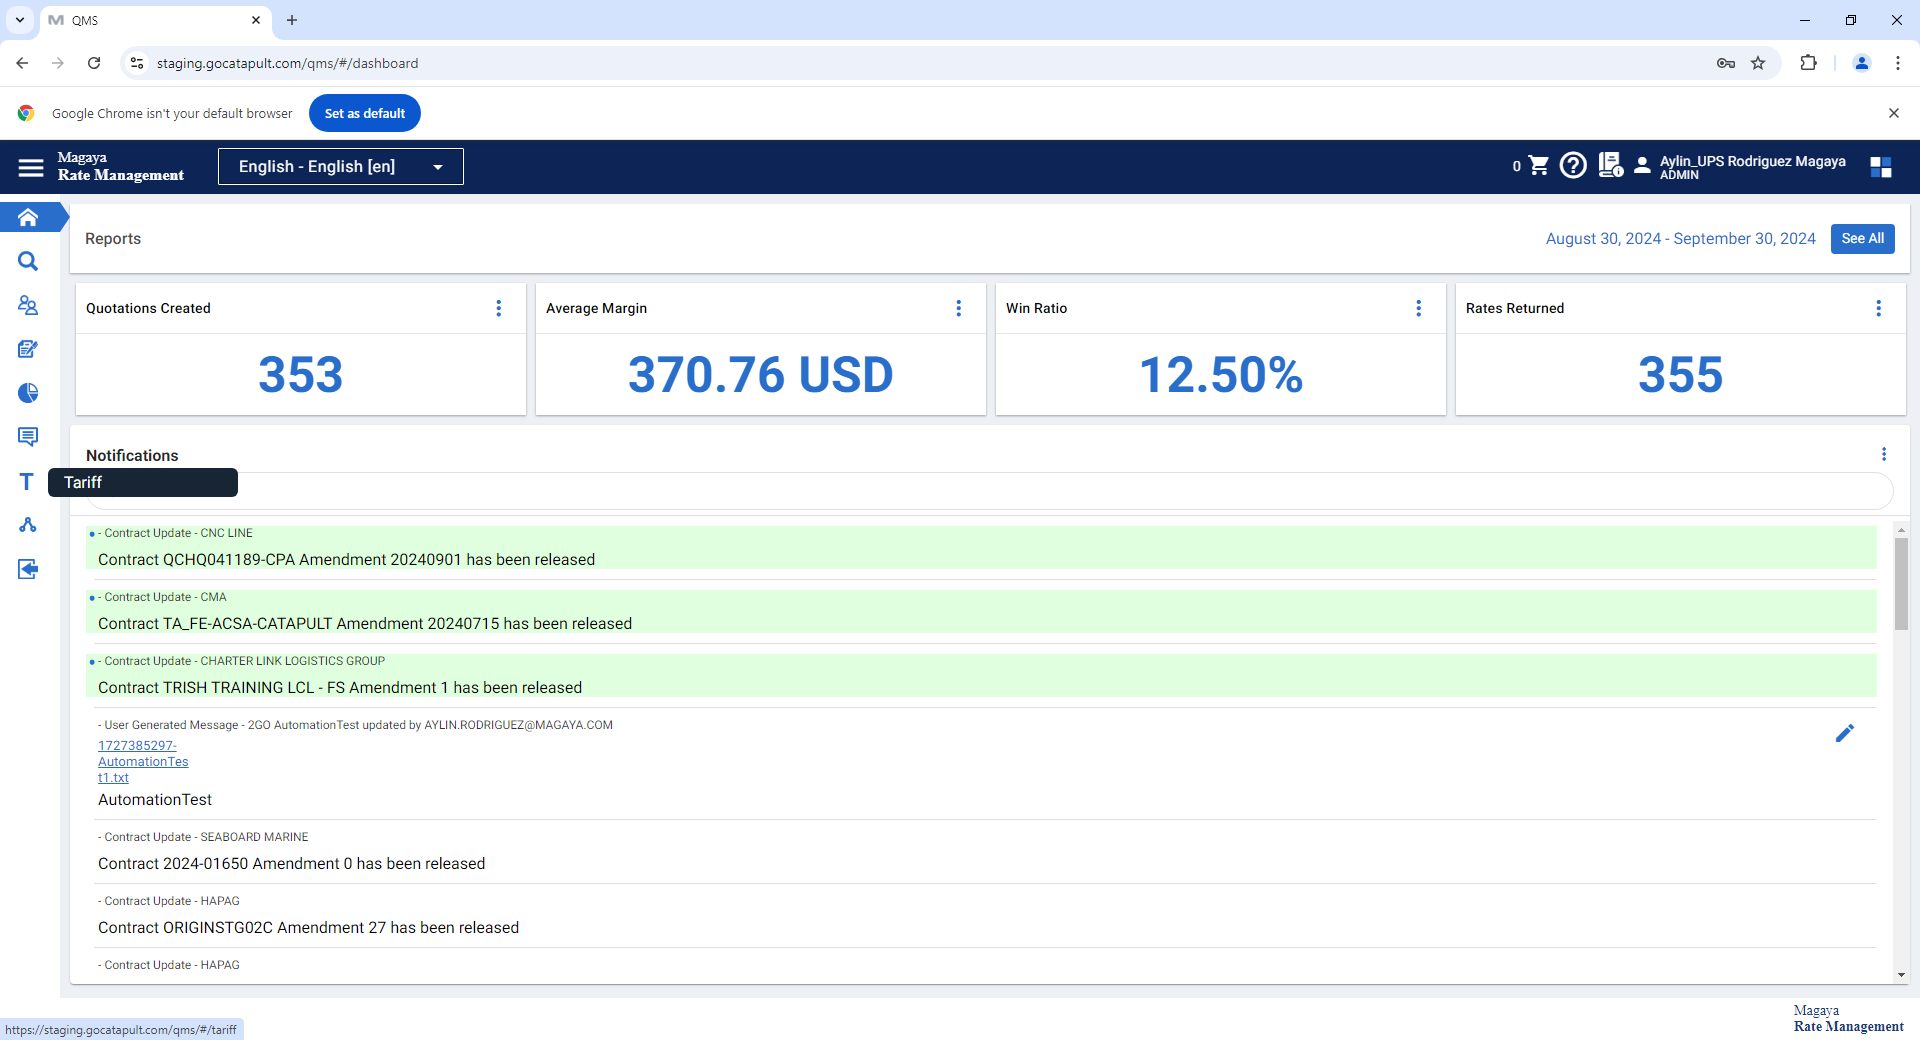 QMS
staging.gocatapult.com/qms/#/dashboard
Google Chrome isn't your default browser
Set as default
Magaya
Rate Management
English - English [en]
0
Aylin_UPS Rodriguez Magaya
ADMIN
Reports
August 30, 2024 - September 30, 2024
See All
Quotations Created
353
Average Margin
370.76 USD
Win Ratio
12.50%
Rates Returned
355
Notifications
T
Tariff
- Contract Update - CNC LINE
Contract QCHQ041189-CPA Amendment 20240901 has been released
- Contract Update - CMA
Contract TA_FE-ACSA-CATAPULT Amendment 20240715 has been released
- Contract Update - CHARTER LINK LOGISTICS GROUP
Contract TRISH TRAINING LCL - FS Amendment 1 has been released
- User Generated Message - 2GO AutomationTest updated by AYLIN.RODRIGUEZ@MAGAYA.COM
1727385297-
AutomationTes
t1.txt
AutomationTest
- Contract Update - SEABOARD MARINE
Contract 2024-01650 Amendment 0 has been released
- Contract Update - HAPAG
Contract ORIGINSTG02C Amendment 27 has been released
- Contract Update - HAPAG
Magaya
Rate Management
https://staging.gocatapult.com/qms/#/tariff